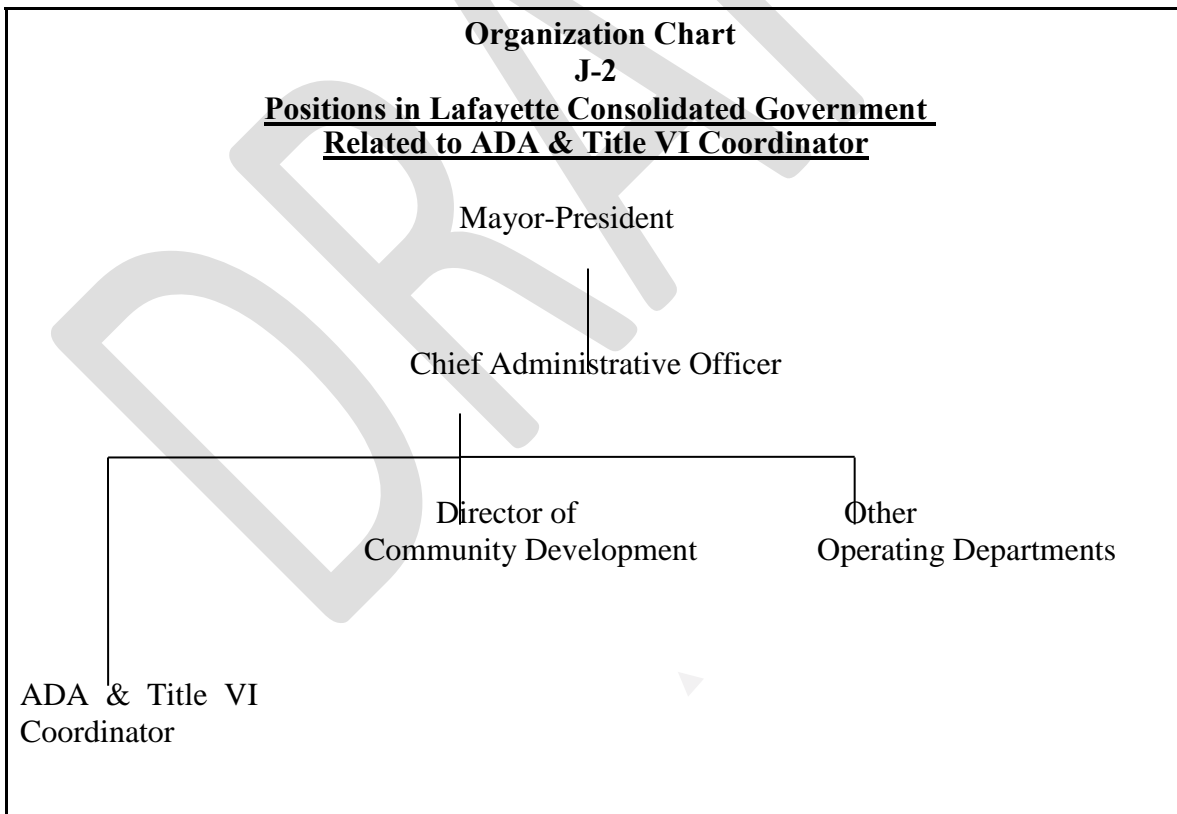 Organization Chart
J-2
Positions in Lafayette Consolidated Government
Related to ADA & Title VI Coordinator
Mayor-President
Chief Administrative Officer
Director of
Community Development
Other
Operating Departments
ADA & Title VI
Coordinator